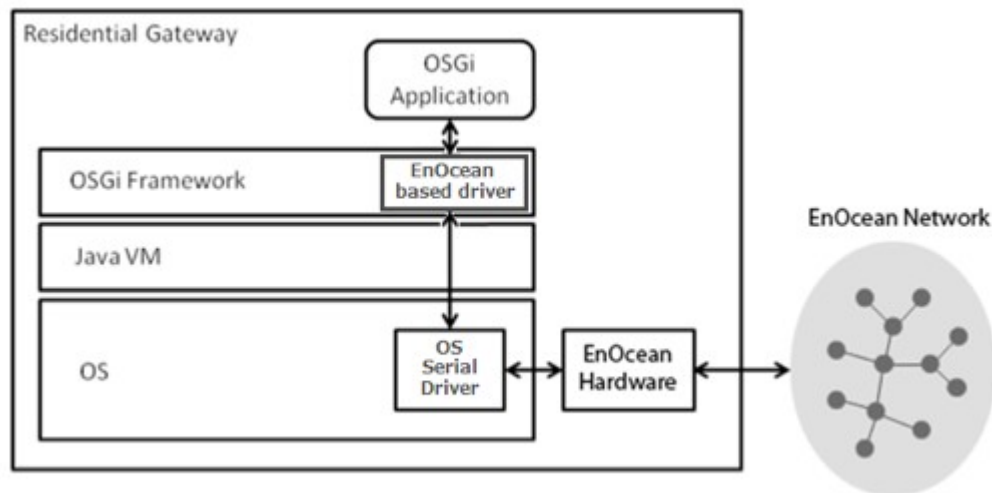 Residential Gateway
OSGi
Application
OSGi Framework
EnOcean
based driver
Java VM
OS
OS
Serial
Driver
EnOcean
Hardware
EnOcean Network